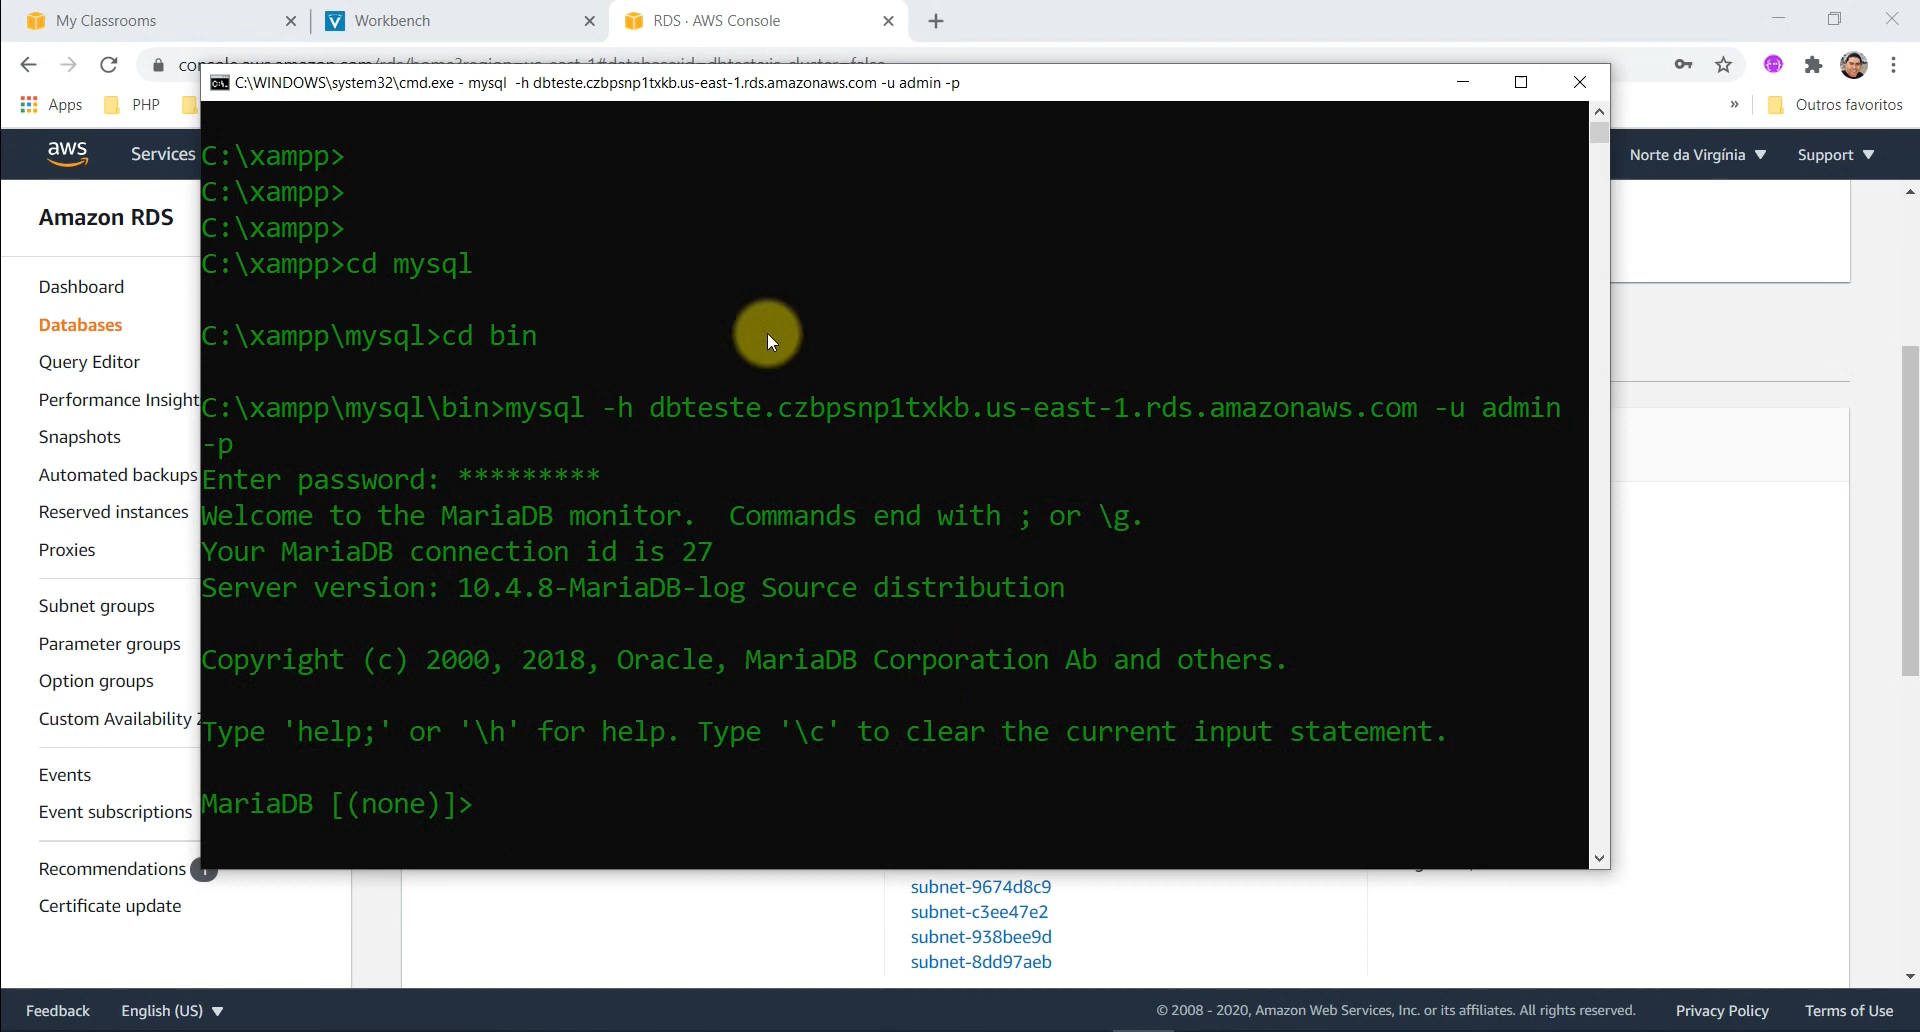 My Classrooms
Workbench
RDS · AWS Console
C:\WINDOWS\system32\cmd.exe - mysql -h dbteste.czbpsnp1txkb.us-east-1.rds.amazonaws.com -u admin -p
Apps
PHP
Outros favoritos
aws
Services
Norte da Virgínia
Support
Amazon RDS
Dashboard
Databases
Query Editor
Performance Insight
Snapshots
Automated backups
Reserved instances
Proxies
Subnet groups
Parameter groups
Option groups
Custom Availability
Events
Event subscriptions
Recommendations
Certificate update
C:\xampp>
C:\xampp>
C:\xampp>
C:\xampp>cd mysql
C:\xampp\mysql>cd bin
C:\xampp\mysql\bin>mysql -h dbteste.czbpsnp1txkb.us-east-1.rds.amazonaws.com -u admin
-p
Enter password: *********
Welcome to the MariaDB monitor.  Commands end with ; or \g.
Your MariaDB connection id is 27
Server version: 10.4.8-MariaDB-log Source distribution
Copyright (c) 2000, 2018, Oracle, MariaDB Corporation Ab and others.
Type 'help;' or '\h' for help. Type '\c' to clear the current input statement.
MariaDB [(none)]>
subnet-9674d8c9
subnet-c3ee47e2
subnet-938bee9d
subnet-8dd97aeb
Feedback
English (US)
© 2008 - 2020, Amazon Web Services, Inc. or its affiliates. All rights reserved.
Privacy Policy
Terms of Use